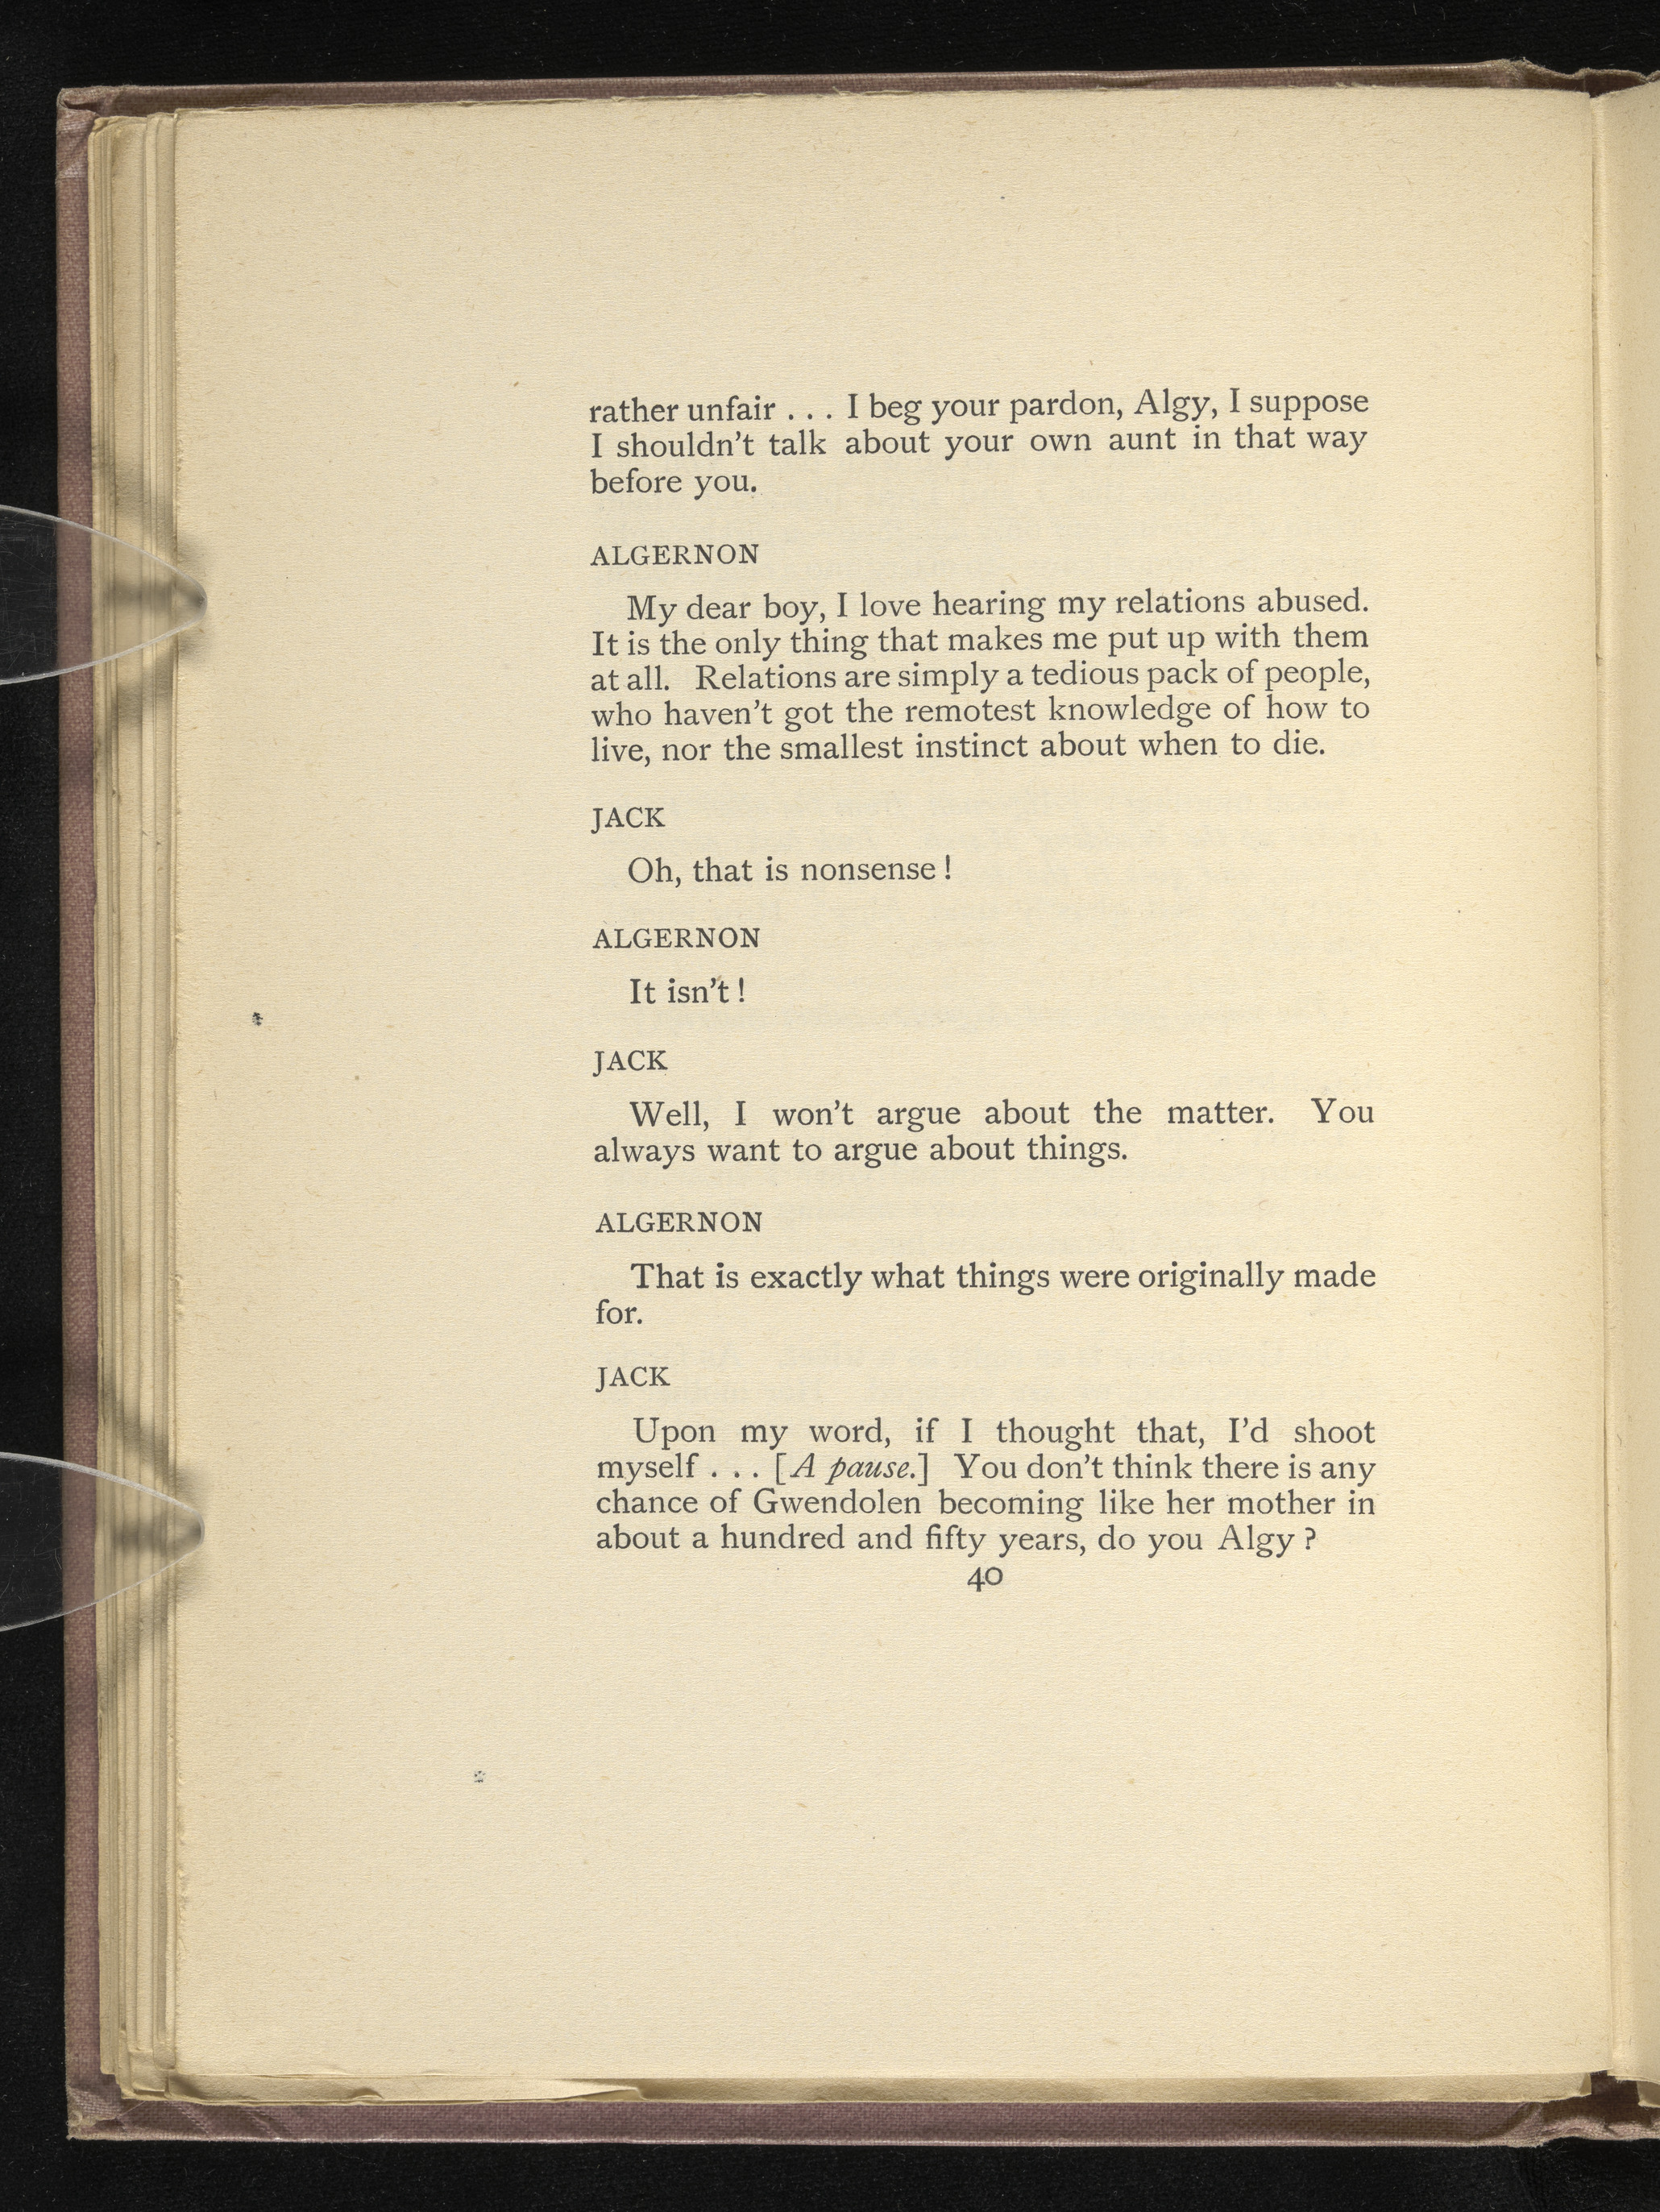 rather unfair . . . I beg your pardon, Algy, I suppose
I shouldn't talk about your own aunt in that way
before you.
ALGERNON
My dear boy, I love hearing my relations abused.
It is the only thing that makes me put up with them
at all. Relations are simply a tedious pack of people,
who haven't got the remotest knowledge of how to
live, nor the smallest instinct about when to die.
JACK
Oh, that is nonsense !
ALGERNON
It isn't !
JACK
Well, I won't argue about the matter. You
always want to argue about things.
ALGERNON
That is exactly what things were originally made
for.
JACK
Upon my word, if I thought that, I'd shoot
myself . . . [A pause.] You don't think there is any
chance of Gwendolen becoming like her mother in
about a hundred and fifty years, do you Algy ?
40